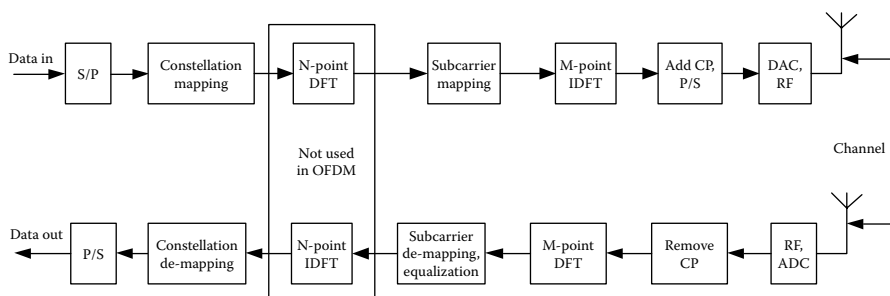 Data in
S/P
Constellation
mapping
N-point
DFT
Subcarrier
mapping
M-point
IDFT
Add CP,
P/S
DAC,
RF
Not used
in OFDM
Channel
Data out
P/S
Constellation
de-mapping
N-point
IDFT
Subcarrier
de-mapping,
equalization
M-point
DFT
Remove
CP
RF,
ADC